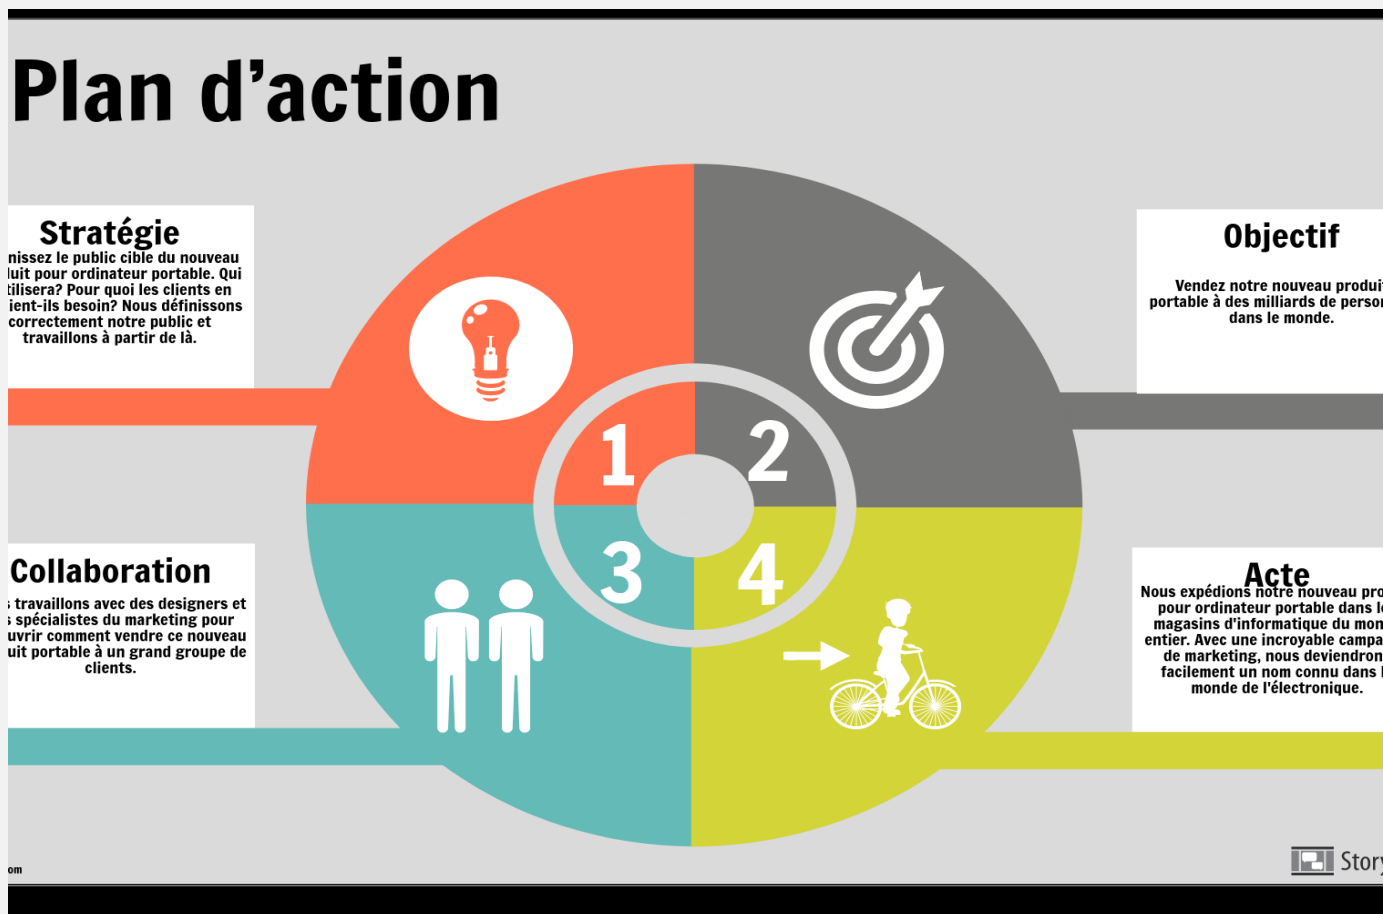 Plan d’action
Stratégie
nissez le public cible du nouveau
luit pour ordinateur portable. Qui
tilisera? Pour quoi les clients en
ient-ils besoin? Nous définissons
correctement notre public et
travaillons à partir de là.
Objectif
Vendez notre nouveau produit
portable à des milliards de person
dans le monde.
1
2
3
4
Collaboration
s travaillons avec des designers et
s spécialistes du marketing pour
uvrir comment vendre ce nouveau
uit portable à un grand groupe de
clients.
Acte
Nous expédions notre nouveau pro
pour ordinateur portable dans le
magasins d'informatique du mon
entier. Avec une incroyable campa
de marketing, nous deviendron
facilement un nom connu dans l
monde de l'électronique.
om
Story